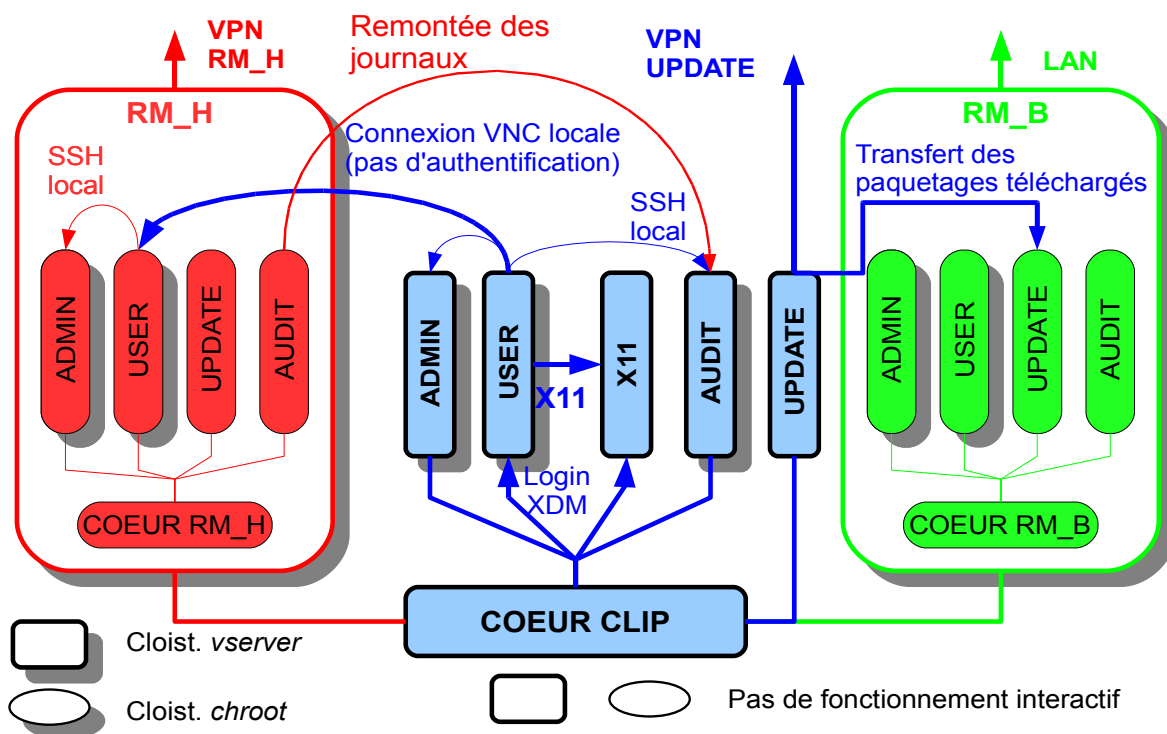 VPN
RM_H
Remontée des
journaux
VPN
UPDATE
LAN
RM_H
RM_B
SSH
local
Connexion VNC locale
(pas d'authentification)
SSH
local
Transfert des
paquetages téléchargés
ADMIN
USER
UPDATE
AUDIT
ADMIN
USER
X11
X11
AUDIT
UPDATE
ADMIN
USER
UPDATE
AUDIT
Login
XDM
COEUR RM_H
COEUR RM_B
COEUR CLIP
Cloist. vserver
Cloist. chroot
Pas de fonctionnement interactif